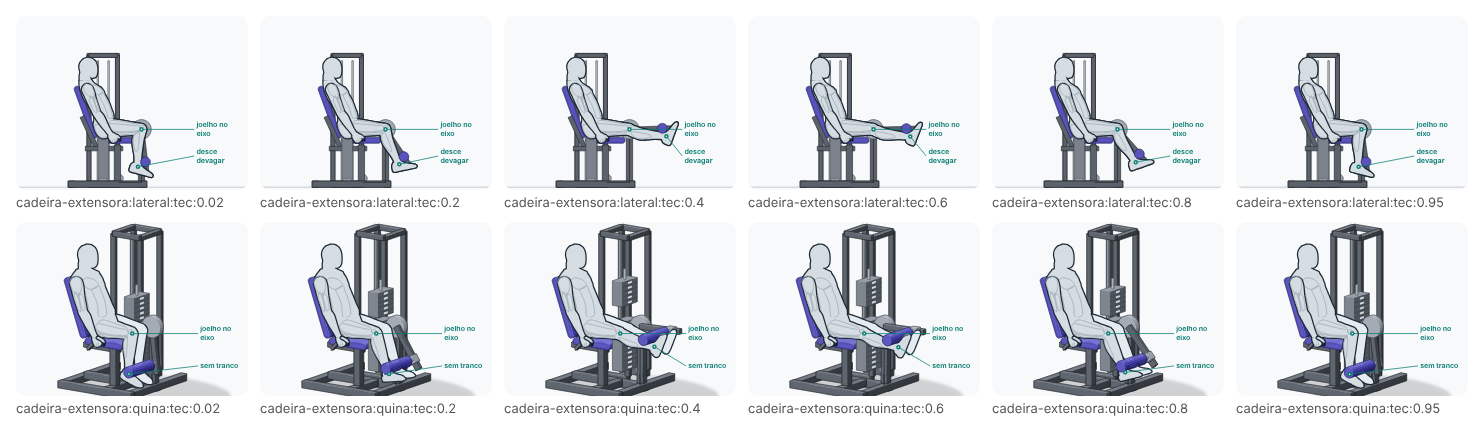 joelho no
eixo
desce
devagar
joelho no
eixo
desce
devagar
joelho no
eixo
desce
devagar
joelho no
eixo
desce
devagar
joelho no
eixo
desce
devagar
joelho no
eixo
desce
devagar
cadeira-extensora:lateral:tec:0.02
cadeira-extensora:lateral:tec:0.2
cadeira-extensora:lateral:tec:0.4
cadeira-extensora:lateral:tec:0.6
cadeira-extensora:lateral:tec:0.8
cadeira-extensora:lateral:tec:0.95
joelho no
eixo
sem tranco
joelho no
eixo
sem tranco
joelho no
eixo
sem tranco
joelho no
eixo
sem tranco
joelho no
eixo
sem tranco
joelho no
eixo
sem tranco
cadeira-extensora:quina:tec:0.02
cadeira-extensora:quina:tec:0.2
cadeira-extensora:quina:tec:0.4
cadeira-extensora:quina:tec:0.6
cadeira-extensora:quina:tec:0.8
cadeira-extensora:quina:tec:0.95